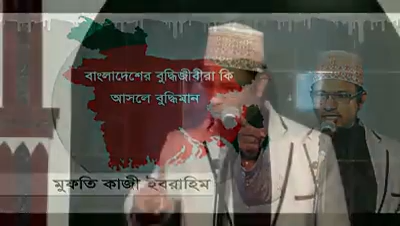 বাংলাদেশের বুদ্ধিজীবীরা কি
আসলে বুদ্ধিমান
মুফতি কাজী ইবরাহিম